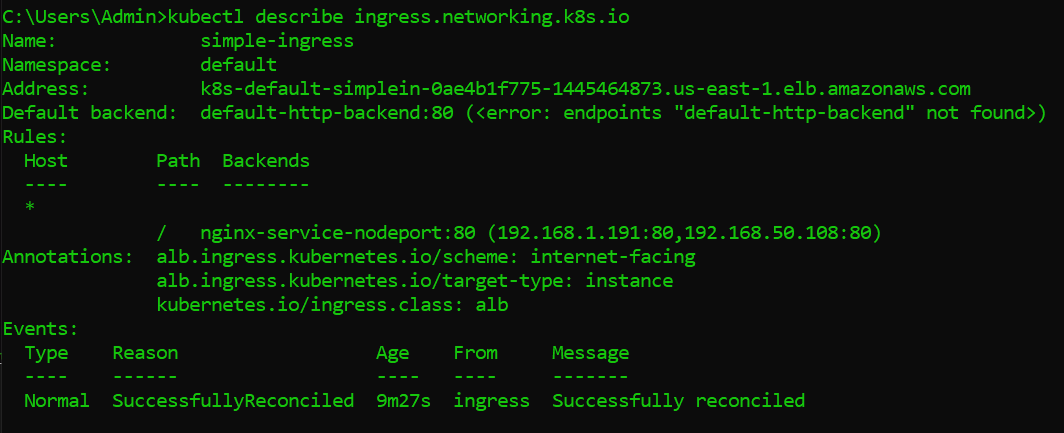 C:\Users\Admin>kubectl describe ingress.networking.k8s.io
Name:             simple-ingress
Namespace:        default
Address:          k8s-default-simplein-0ae4b1f775-1445464873.us-east-1.elb.amazonaws.com
Default backend:  default-http-backend:80 (<error: endpoints "default-http-backend" not found>)
Rules:
  Host        Path  Backends
  ----        ----  --------
  *
              /   nginx-service-nodeport:80 (192.168.1.191:80,192.168.50.108:80)
Annotations:  alb.ingress.kubernetes.io/scheme: internet-facing
              alb.ingress.kubernetes.io/target-type: instance
              kubernetes.io/ingress.class: alb
Events:
  Type    Reason                  Age    From     Message
  ----    ------                  ----   ----     -------
  Normal  SuccessfullyReconciled  9m27s  ingress  Successfully reconciled